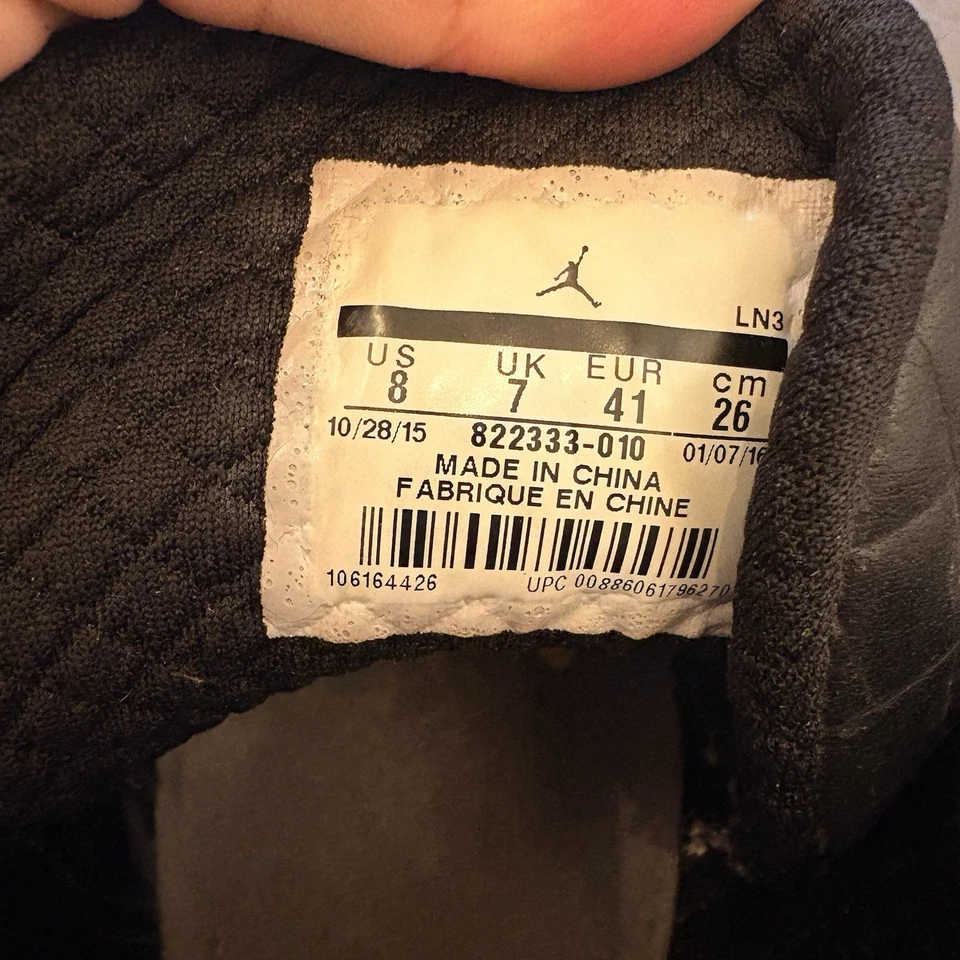 LN3
US UK EUR cm
8 7 41 26
10/28/15 822333-010 01/07/16
MADE IN CHINA
FABRIQUE EN CHINE
106164426 UPC 00886061796270